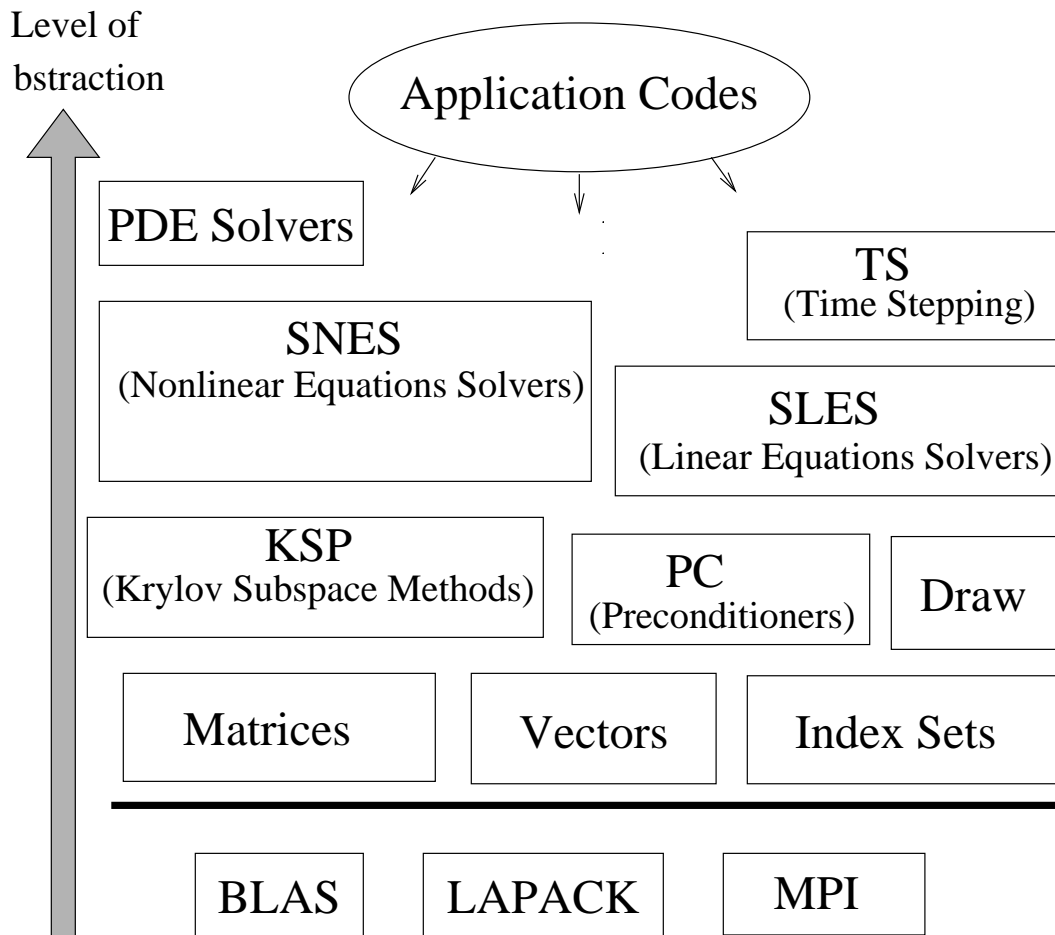 Level of
bstraction
Application Codes
PDE Solvers
TS
(Time Stepping)
SNES
(Nonlinear Equations Solvers)
SLES
(Linear Equations Solvers)
KSP
(Krylov Subspace Methods)
PC
(Preconditioners)
Draw
Matrices
Vectors
Index Sets
BLAS
LAPACK
MPI